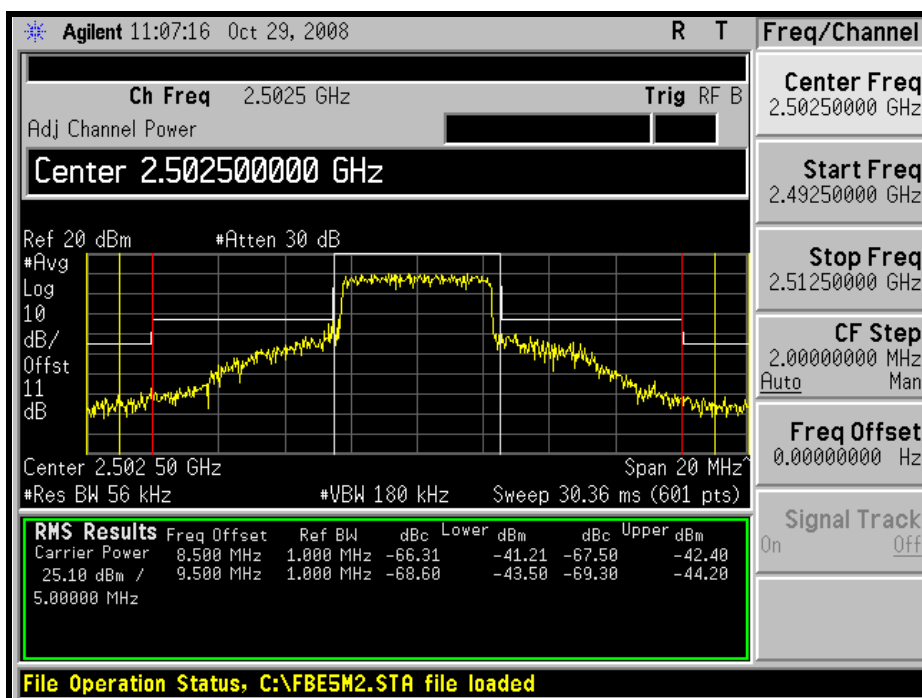 Agilent 11:07:16 Oct 29, 2008 R T
Freq/Channel
Ch Freq 2.5025 GHz Trig RF B
Adj Channel Power
Center 2.502500000 GHz
Ref 20 dBm #Atten 30 dB
#Avg
Log
10
dB/
Offst
11
dB
Center 2.502 50 GHz Span 20 MHz^
#Res BW 56 kHz #VBW 180 kHz Sweep 30.36 ms (601 pts)
RMS Results Freq Offset Ref BW dBc Lower dBm dBc Upper dBm
Carrier Power 8.500 MHz 1.000 MHz -66.31 -41.21 -67.50 -42.40
25.10 dBm / 9.500 MHz 1.000 MHz -68.60 -43.50 -69.30 -44.20
5.00000 MHz
Center Freq
2.50250000 GHz
Start Freq
2.49250000 GHz
Stop Freq
2.51250000 GHz
CF Step
2.00000000 MHz
Auto Man
Freq Offset
0.00000000 Hz
Signal Track
On Off
File Operation Status, C:\FBE5M2.STA file loaded